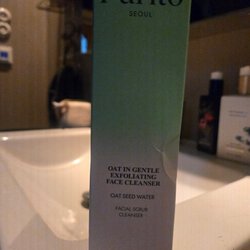 Purito
SEOUL
OAT IN GENTLE
EXFOLIATING
FACE CLEANSER
OAT SEED WATER
FACIAL SCRUB
CLEANSER